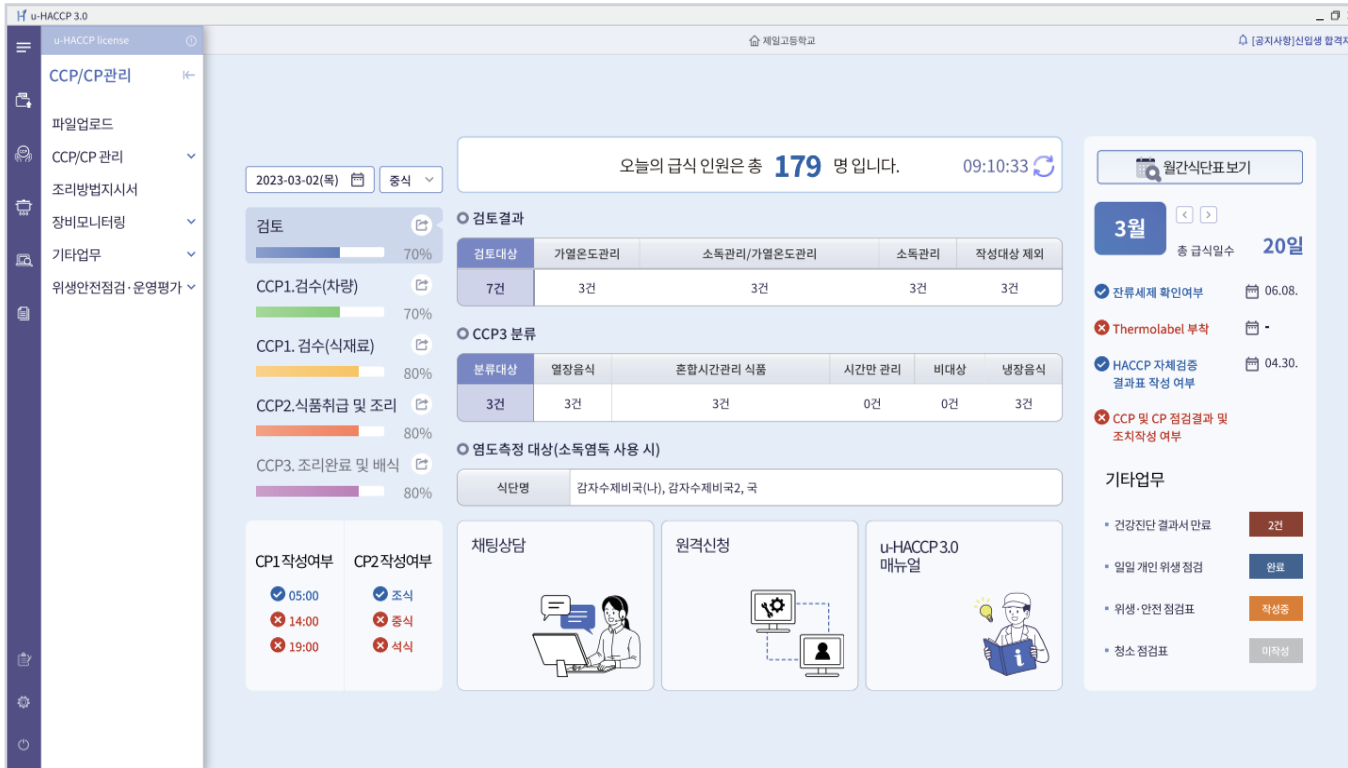 u-HACCP 3.0
u-HACCP license
제일고등학교
[공지사항]신입생 합격자
CCP/CP관리
파일업로드
CCP/CP 관리
조리방법지시서
장비모니터링
기타업무
위생안전점검·운영평가
2023-03-02(목)
중식
검토
70%
CCP1.검수(차량)
70%
CCP1. 검수(식재료)
80%
CCP2.식품취급 및 조리
80%
CCP3. 조리완료 및 배식
80%
CP1작성여부 CP2작성여부
05:00 조식
14:00 중식
19:00 석식
오늘의 급식 인원은 총 179 명 입니다. 09:10:33
검토결과
검토대상 가열온도관리 소독관리/가열온도관리 소독관리 작성대상 제외
7건 3건 3건 3건 3건
CCP3 분류
분류대상 열장음식 혼합시간관리 식품 시간만 관리 비대상 냉장음식
3건 3건 3건 0건 0건 3건
염도측정 대상(소독염독 사용 시)
식단명 감자수제비국(나), 감자수제비국2, 국
채팅상담
원격신청
u-HACCP 3.0
매뉴얼
월간식단표 보기
3월
총 급식일수 20일
잔류세제 확인여부 06.08.
Thermolabel 부착 -
HACCP 자체검증 04.30.
결과표 작성 여부
CCP 및 CP 점검결과 및
조치작성 여부
기타업무
건강진단 결과서 만료 2건
일일 개인 위생 점검 완료
위생·안전 점검표 작성중
청소 점검표 미작성